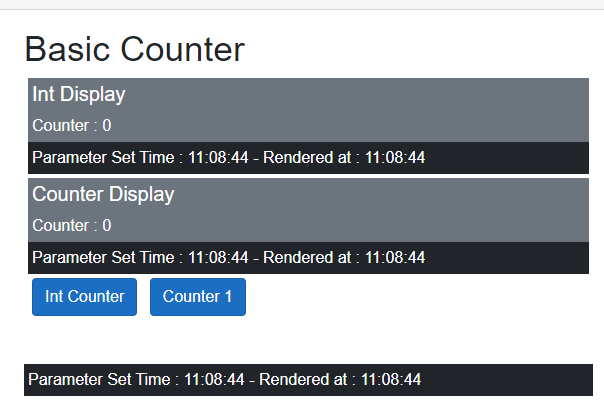 Basic Counter
Int Display
Counter : 0
Parameter Set Time : 11:08:44 - Rendered at : 11:08:44
Counter Display
Counter : 0
Parameter Set Time : 11:08:44 - Rendered at : 11:08:44
Int Counter Counter 1
Parameter Set Time : 11:08:44 - Rendered at : 11:08:44